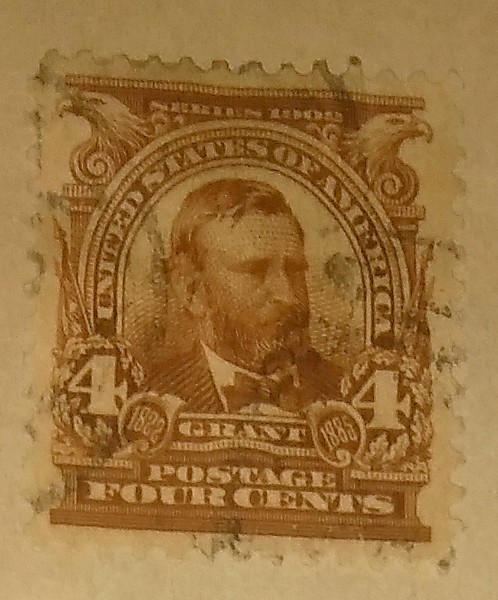 SERIES 1902
UNITED STATES OF AMERICA
4 4
1822 GRANT 1885
POSTAGE
FOUR CENTS